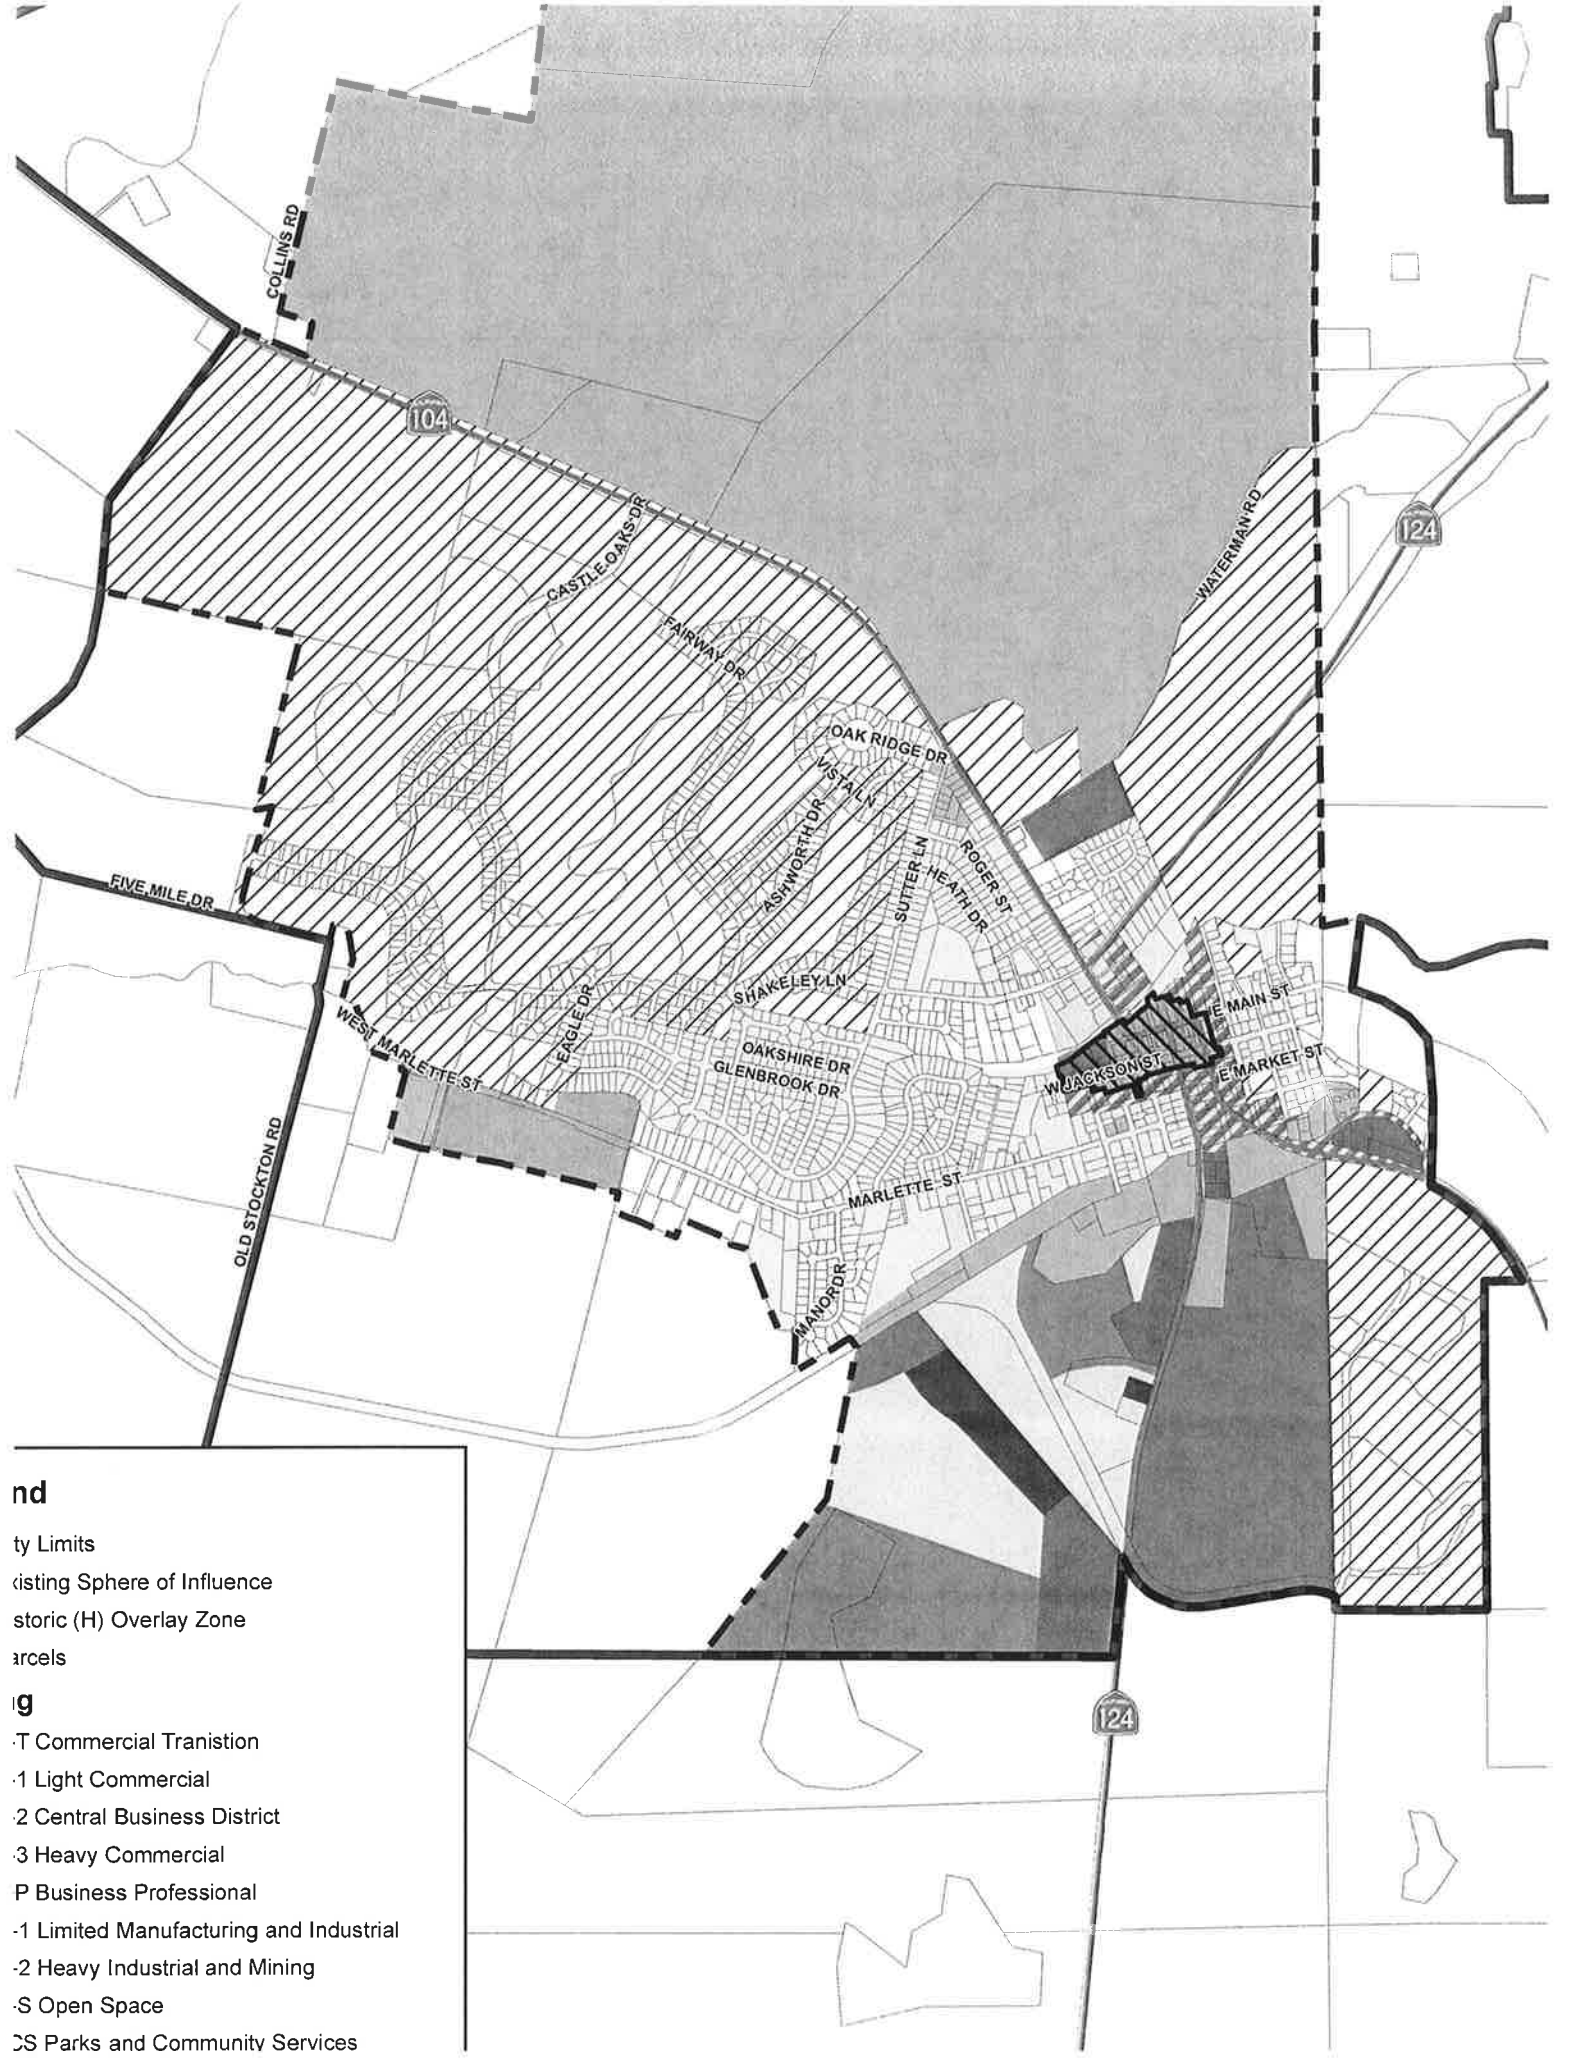 COLLINS RD
104
124
WATERMAN RD
CASTLE OAKS DR
FAIRWAY DR
OAK RIDGE DR
VISTA LN
ASHWORTH DR
SUTTER LN
HEATH DR
ROGER ST
FIVE MILE DR
SHAKELEY LN
E MAIN ST
EAGLE DR
WEST MARLETTE ST
OAKSHIRE DR
GLENBROOK DR
W JACKSON ST
E MARKET ST
OLD STOCKTON RD
MARLETTE ST
MANOR DR
nd
ty Limits
xisting Sphere of Influence
storic (H) Overlay Zone
arcels
g
-T Commercial Tranistion
-1 Light Commercial
-2 Central Business District
-3 Heavy Commercial
P Business Professional
-1 Limited Manufacturing and Industrial
-2 Heavy Industrial and Mining
-S Open Space
CS Parks and Community Services
124